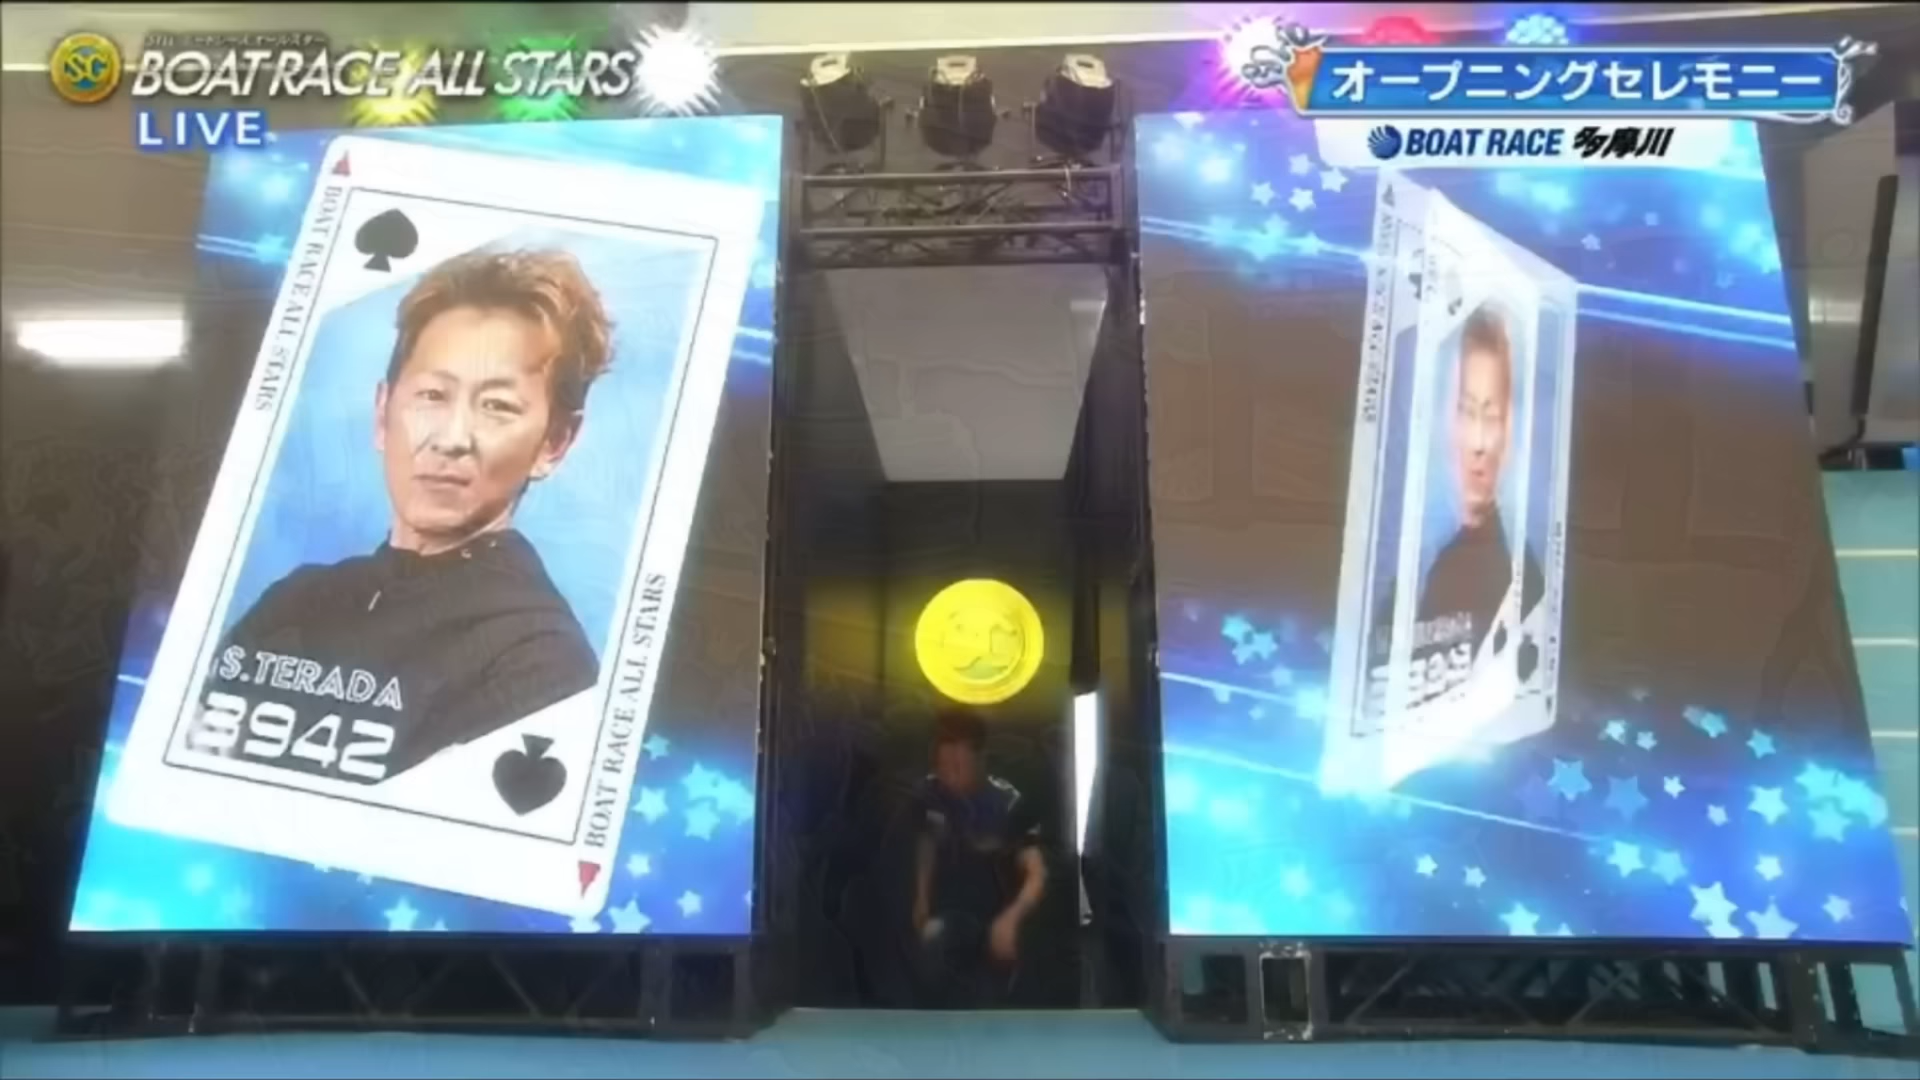 SG
BOAT RACE ALL STARS
LIVE
オープニングセレモニー
BOAT RACE 多摩川
BOAT RACE ALL STARS
S.TERADA
3942
BOAT RACE ALL STARS